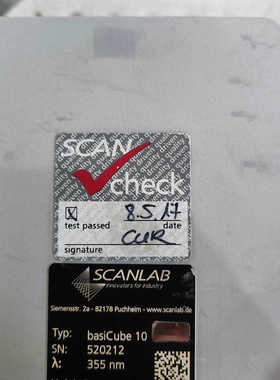 SCAN
check
☒ 8.5.17
test passed date
signature
SCANLAB
Innovators for Industry
Siemensstr. 2a - 82178 Puchheim / www.scanlab.de
Typ: basiCube 10
SN: 520212
λ: 355 nm